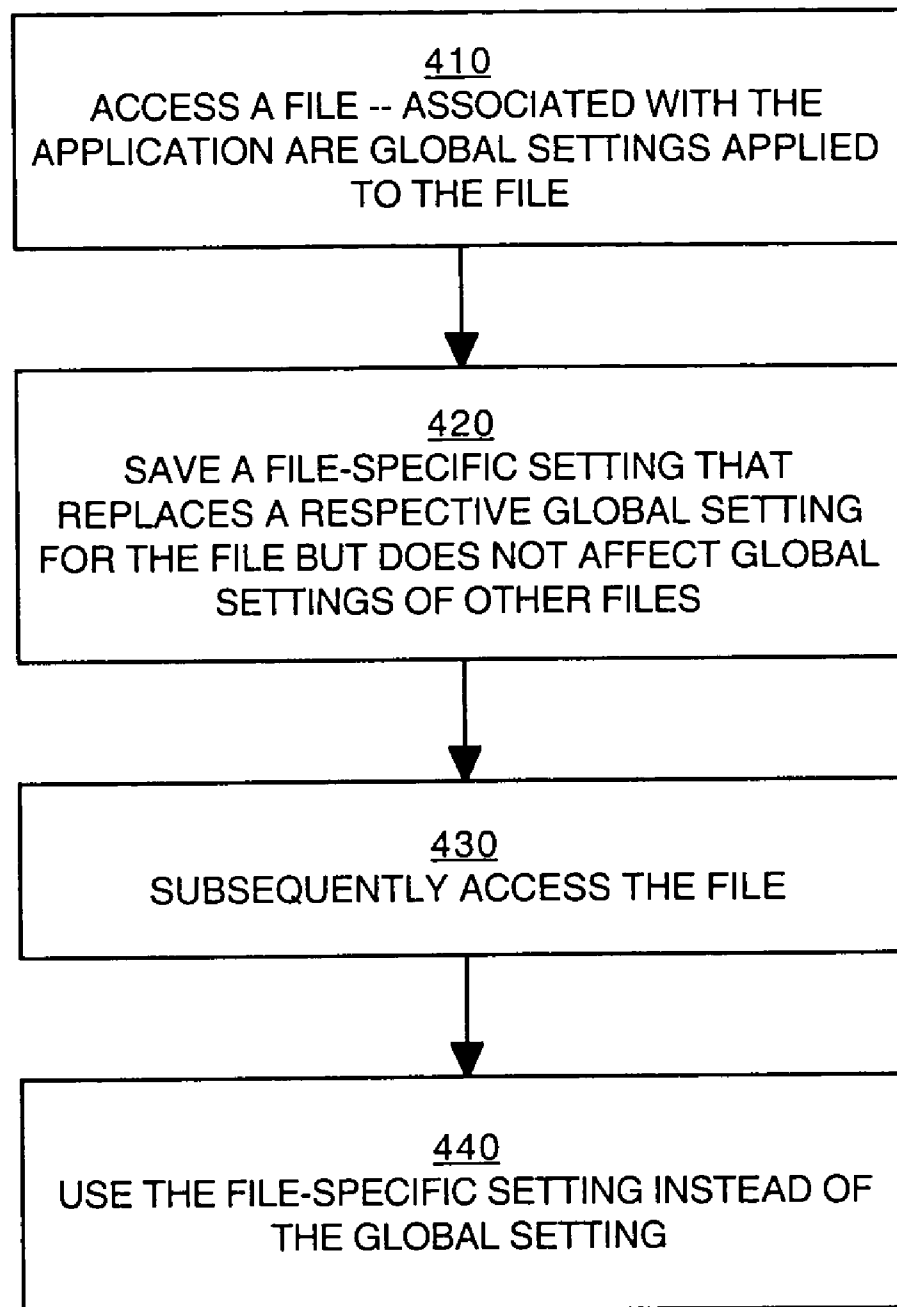 410
ACCESS A FILE -- ASSOCIATED WITH THE
APPLICATION ARE GLOBAL SETTINGS APPLIED
TO THE FILE
420
SAVE A FILE-SPECIFIC SETTING THAT
REPLACES A RESPECTIVE GLOBAL SETTING
FOR THE FILE BUT DOES NOT AFFECT GLOBAL
SETTINGS OF OTHER FILES
430
SUBSEQUENTLY ACCESS THE FILE
440
USE THE FILE-SPECIFIC SETTING INSTEAD OF
THE GLOBAL SETTING